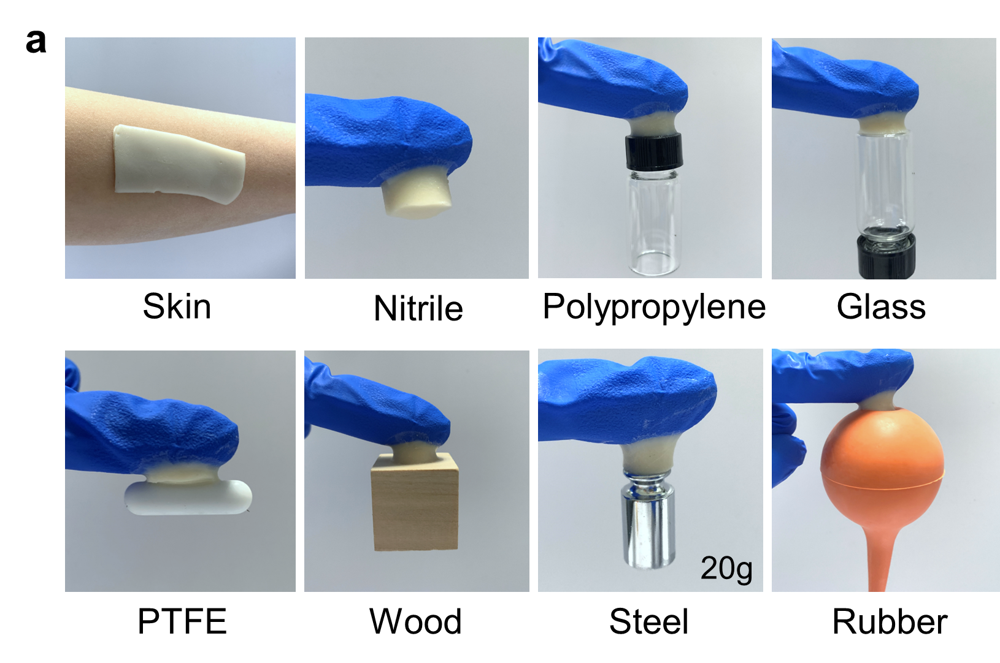 a
Skin
Nitrile
Polypropylene
Glass
20g
PTFE
Wood
Steel
Rubber